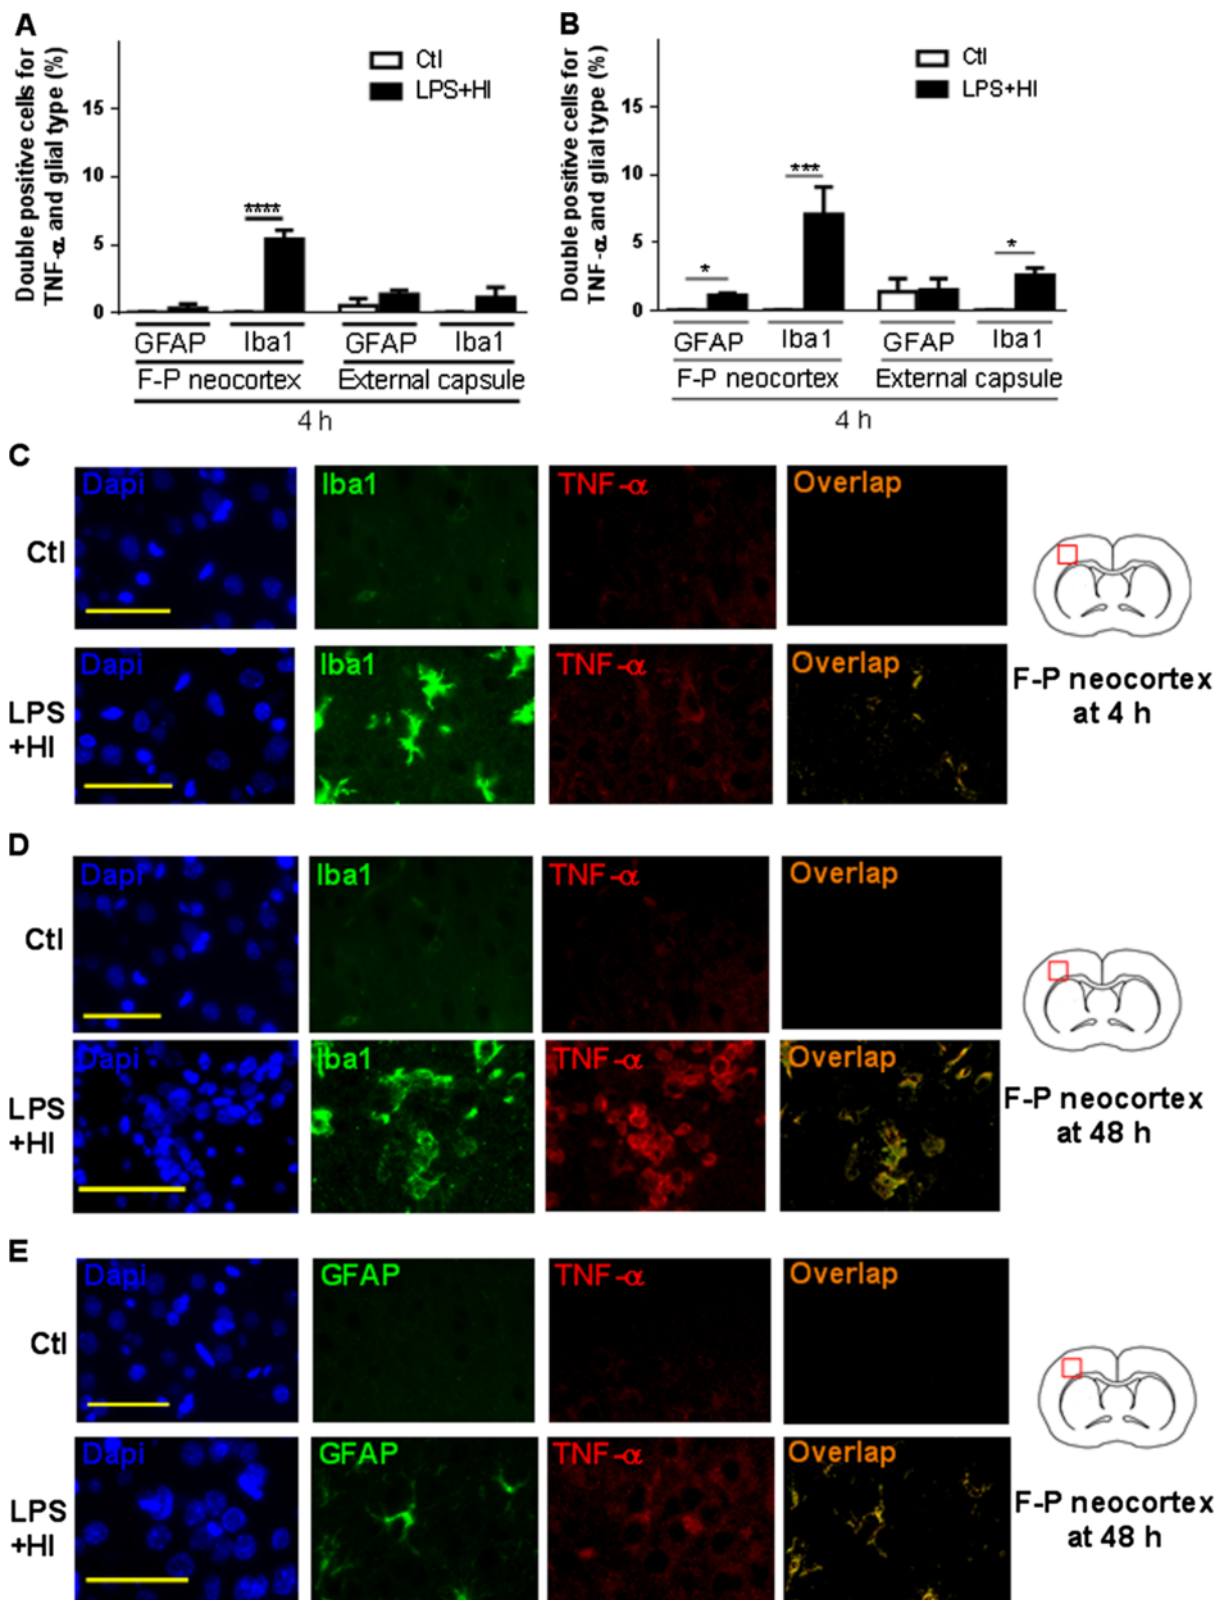 A
Double positive cells for
TNF-α and glial type (%)
Ctl
LPS+HI
15
10
5
0
****
GFAP Iba1 GFAP Iba1
F-P neocortex External capsule
4 h
B
Double positive cells for
TNF-α and glial type (%)
Ctl
LPS+HI
15
10
5
0
* *** *
GFAP Iba1 GFAP Iba1
F-P neocortex External capsule
4 h
C
Ctl
Dapi Iba1 TNF-α Overlap
LPS
+HI
Dapi Iba1 TNF-α Overlap
F-P neocortex
at 4 h
D
Ctl
Dapi Iba1 TNF-α Overlap
LPS
+HI
Dapi Iba1 TNF-α Overlap
F-P neocortex
at 48 h
E
Ctl
Dapi GFAP TNF-α Overlap
LPS
+HI
Dapi GFAP TNF-α Overlap
F-P neocortex
at 48 h